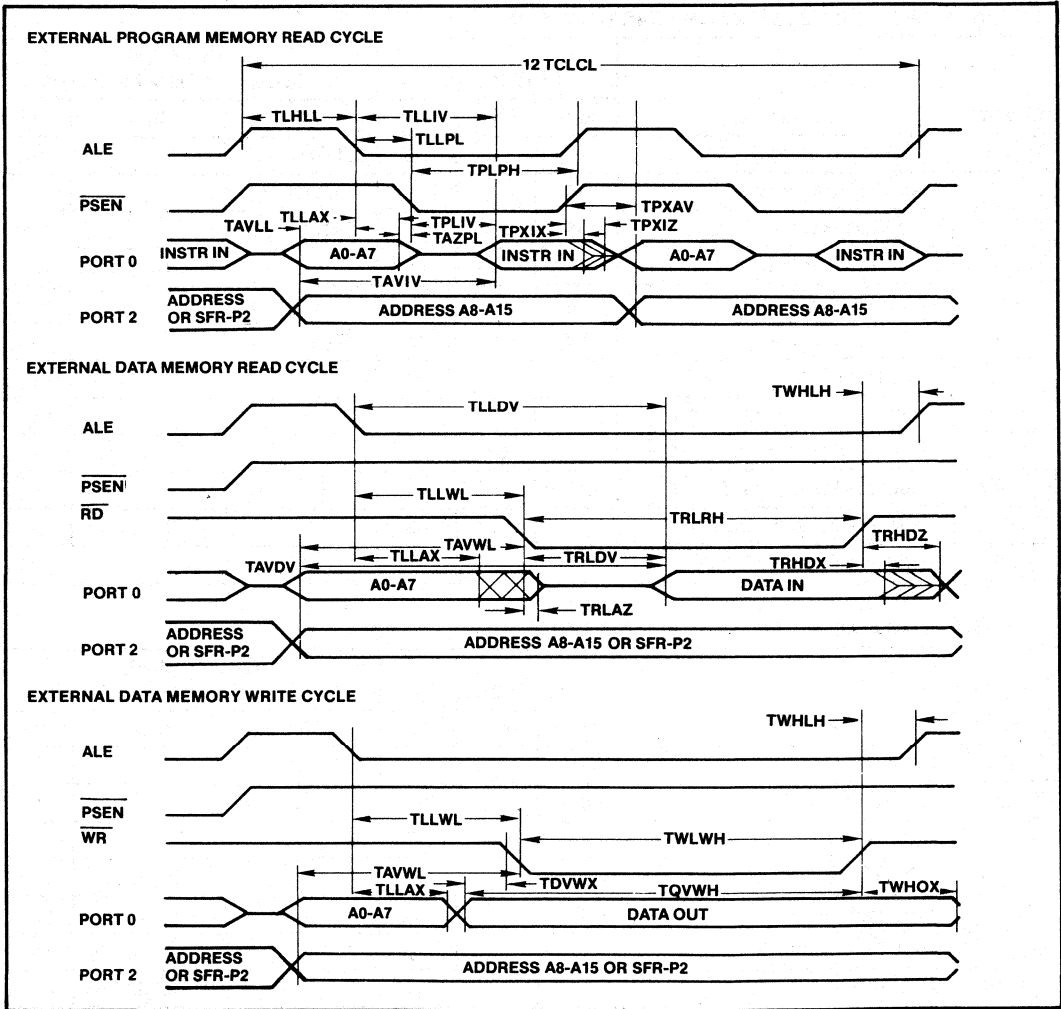 EXTERNAL PROGRAM MEMORY READ CYCLE
12 TCLCL
TLHLL
TLLIV
TLLPL
ALE
TPLPH
PSEN
TPXAV
TAVLL
TLLAX
TPLIV
TPXIZ
TAZPL
TPXIX
PORT 0
INSTR IN
A0-A7
INSTR IN
A0-A7
INSTR IN
TAVIV
PORT 2
ADDRESS
OR SFR-P2
ADDRESS A8-A15
ADDRESS A8-A15
EXTERNAL DATA MEMORY READ CYCLE
TWHLH
TLLDV
ALE
PSEN
TLLWL
RD
TRLRH
TRHDZ
TAVWL
TLLAX
TRLDV
TAVDV
TRHDX
PORT 0
A0-A7
DATA IN
TRLAZ
PORT 2
ADDRESS
OR SFR-P2
ADDRESS A8-A15 OR SFR-P2
EXTERNAL DATA MEMORY WRITE CYCLE
TWHLH
ALE
PSEN
TLLWL
WR
TWLWH
TAVWL
TDVWX
TLLAX
TQVWH
TWHOX
PORT 0
A0-A7
DATA OUT
PORT 2
ADDRESS
OR SFR-P2
ADDRESS A8-A15 OR SFR-P2